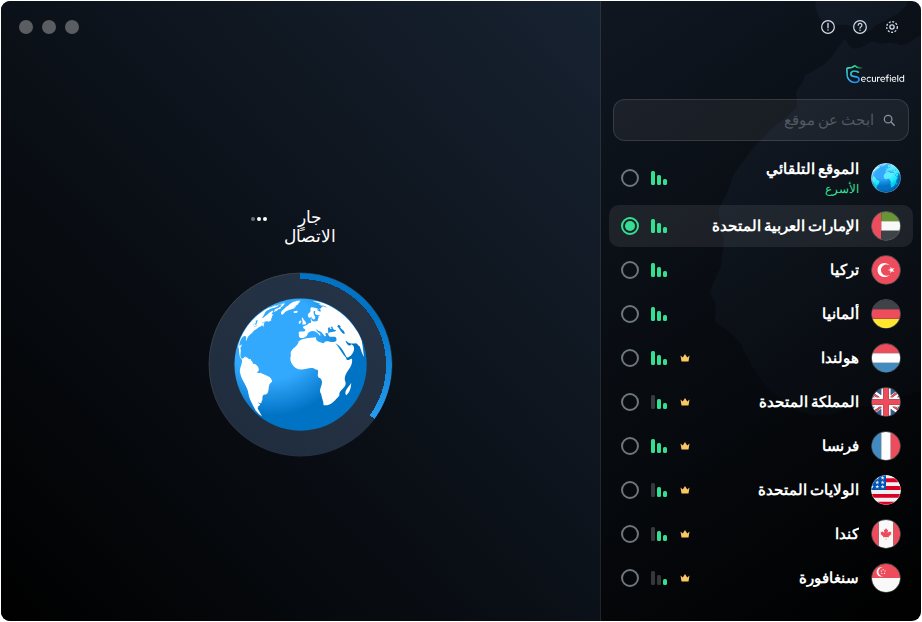 Securefield
ابحث عن موقع
الموقع التلقائي
الأسرع
الإمارات العربية المتحدة
تركيا
ألمانيا
هولندا
المملكة المتحدة
فرنسا
الولايات المتحدة
كندا
سنغافورة
جارٍ
الاتصال